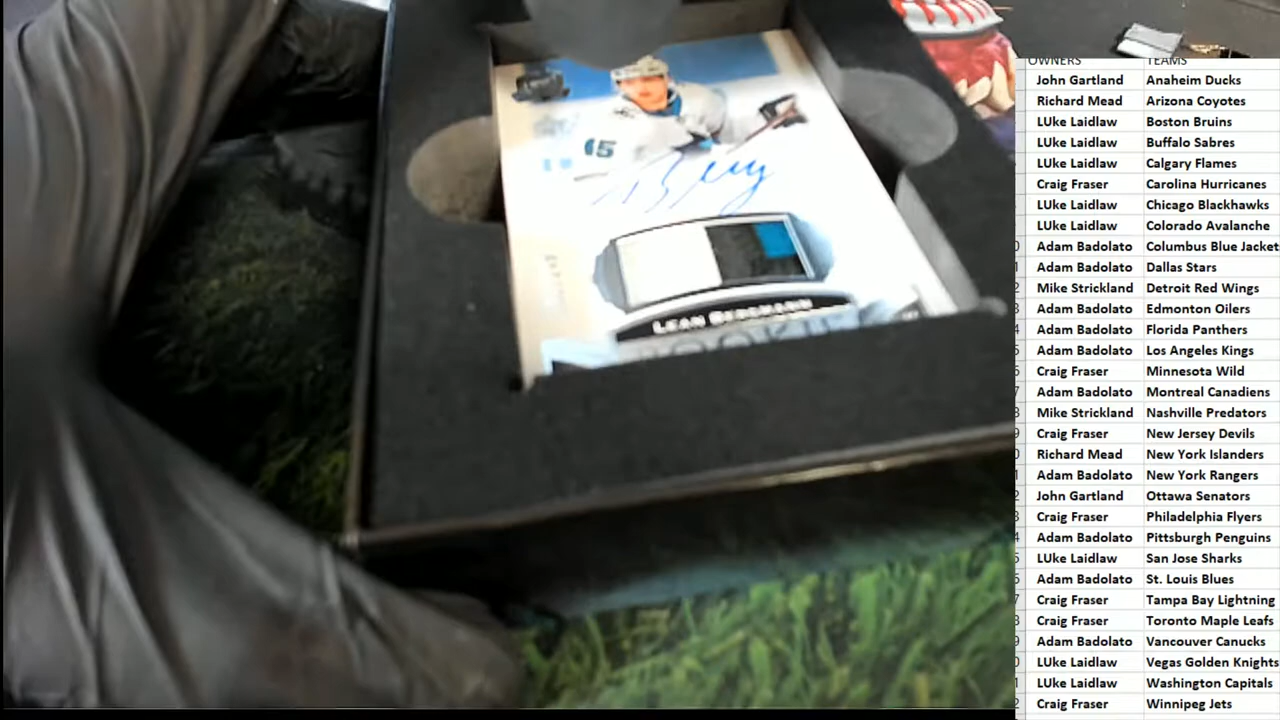 45
LEAN BERGMANN
ROOKIE
OWNERS TEAMS
John Gartland Anaheim Ducks
Richard Mead Arizona Coyotes
LUke Laidlaw Boston Bruins
LUke Laidlaw Buffalo Sabres
LUke Laidlaw Calgary Flames
Craig Fraser Carolina Hurricanes
LUke Laidlaw Chicago Blackhawks
LUke Laidlaw Colorado Avalanche
Adam Badolato Columbus Blue Jacket
Adam Badolato Dallas Stars
Mike Strickland Detroit Red Wings
Adam Badolato Edmonton Oilers
Adam Badolato Florida Panthers
Adam Badolato Los Angeles Kings
Craig Fraser Minnesota Wild
Adam Badolato Montreal Canadiens
Mike Strickland Nashville Predators
Craig Fraser New Jersey Devils
Richard Mead New York Islanders
Adam Badolato New York Rangers
John Gartland Ottawa Senators
Craig Fraser Philadelphia Flyers
Adam Badolato Pittsburgh Penguins
LUke Laidlaw San Jose Sharks
Adam Badolato St. Louis Blues
Craig Fraser Tampa Bay Lightning
Craig Fraser Toronto Maple Leafs
Adam Badolato Vancouver Canucks
LUke Laidlaw Vegas Golden Knights
LUke Laidlaw Washington Capitals
Craig Fraser Winnipeg Jets